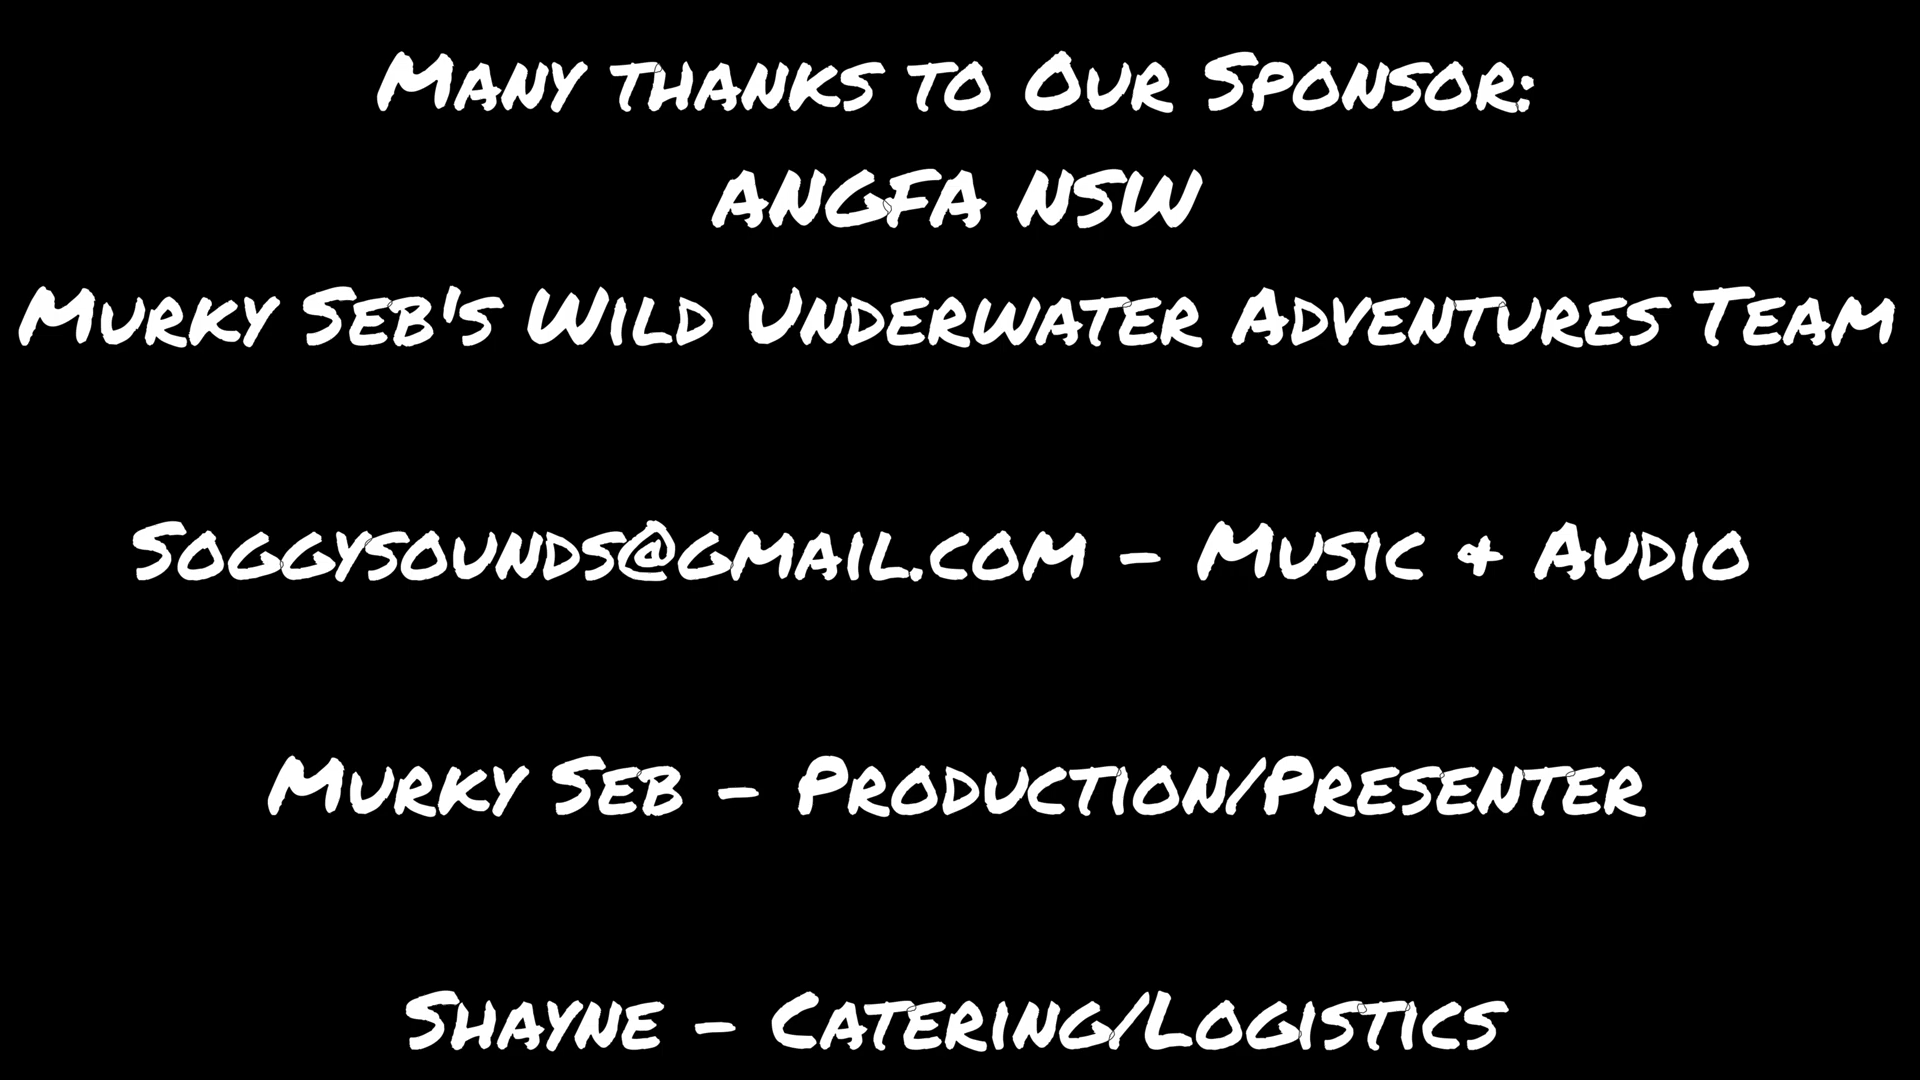 Many thanks to Our Sponsor:
ANGFA NSW
Murky Seb's Wild Underwater Adventures Team
Soggysounds@gmail.com - Music & Audio
Murky Seb - Production/Presenter
Shayne - Catering/Logistics